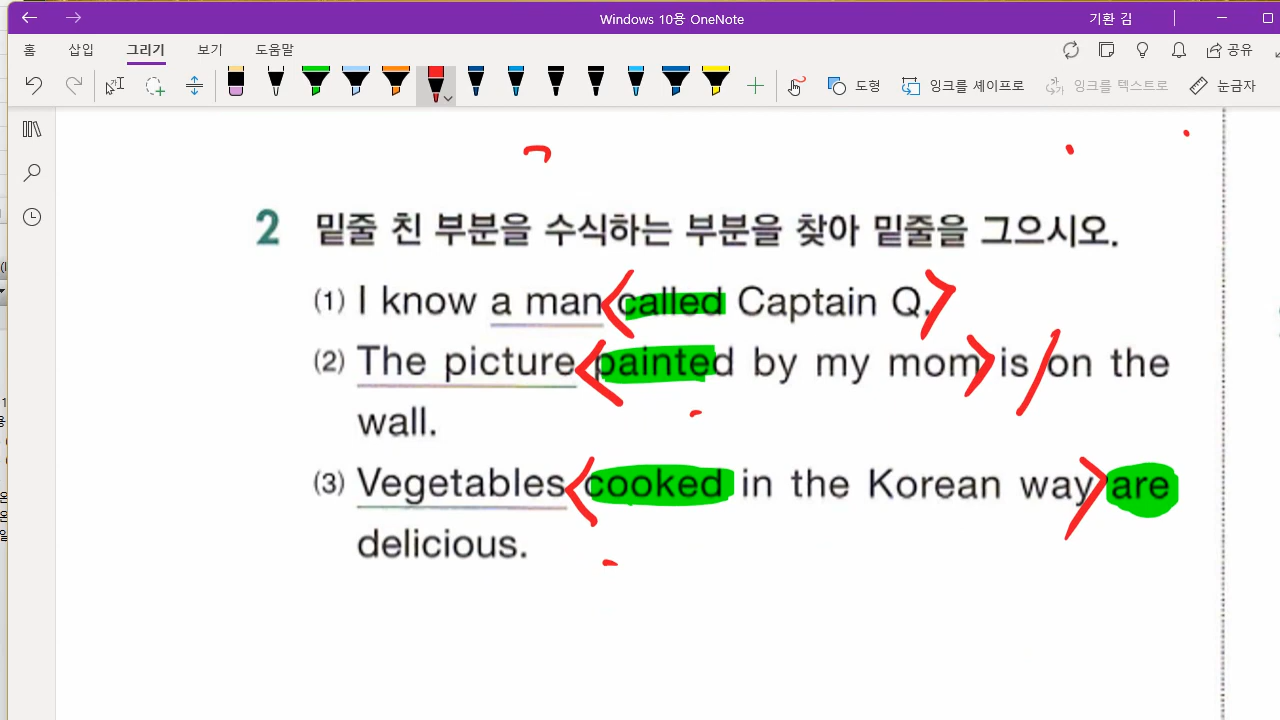 Windows 10용 OneNote
기환 김
홈 삽입 그리기 보기 도움말
공유
도형 잉크를 셰이프로 잉크를 텍스트로 눈금자
2 밑줄 친 부분을 수식하는 부분을 찾아 밑줄을 그으시오.
(1) I know a man called Captain Q.
(2) The picture painted by my mom is on the
wall.
(3) Vegetables cooked in the Korean way are
delicious.